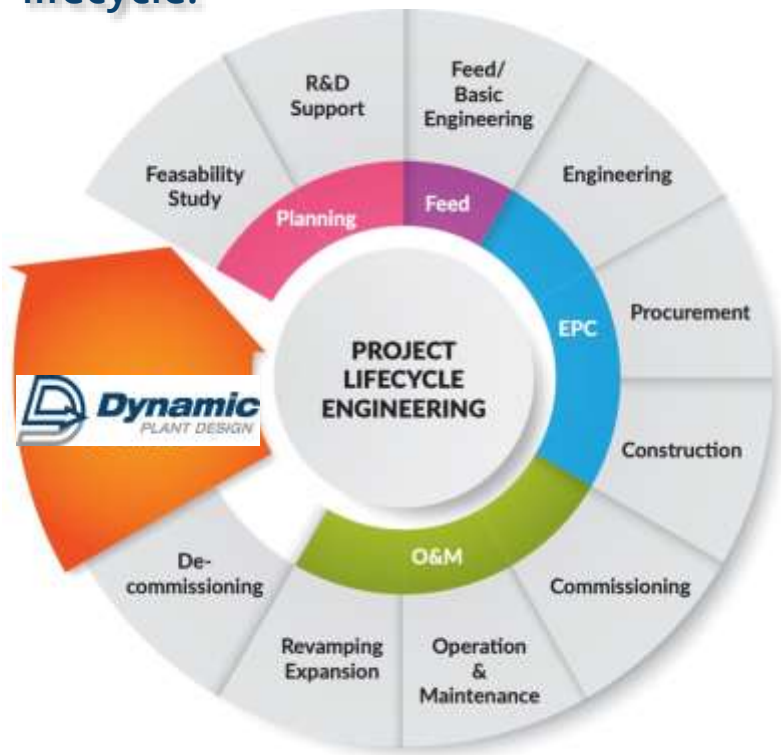 lifecycle.
R&D
Support
Feed/
Basic
Engineering
Feasability
Study
Engineering
Planning
Feed
Procurement
EPC
PROJECT
LIFECYCLE
ENGINEERING
Dynamic
PLANT DESIGN
Construction
O&M
De-
commissioning
Commissioning
Revamping
Expansion
Operation
&
Maintenance